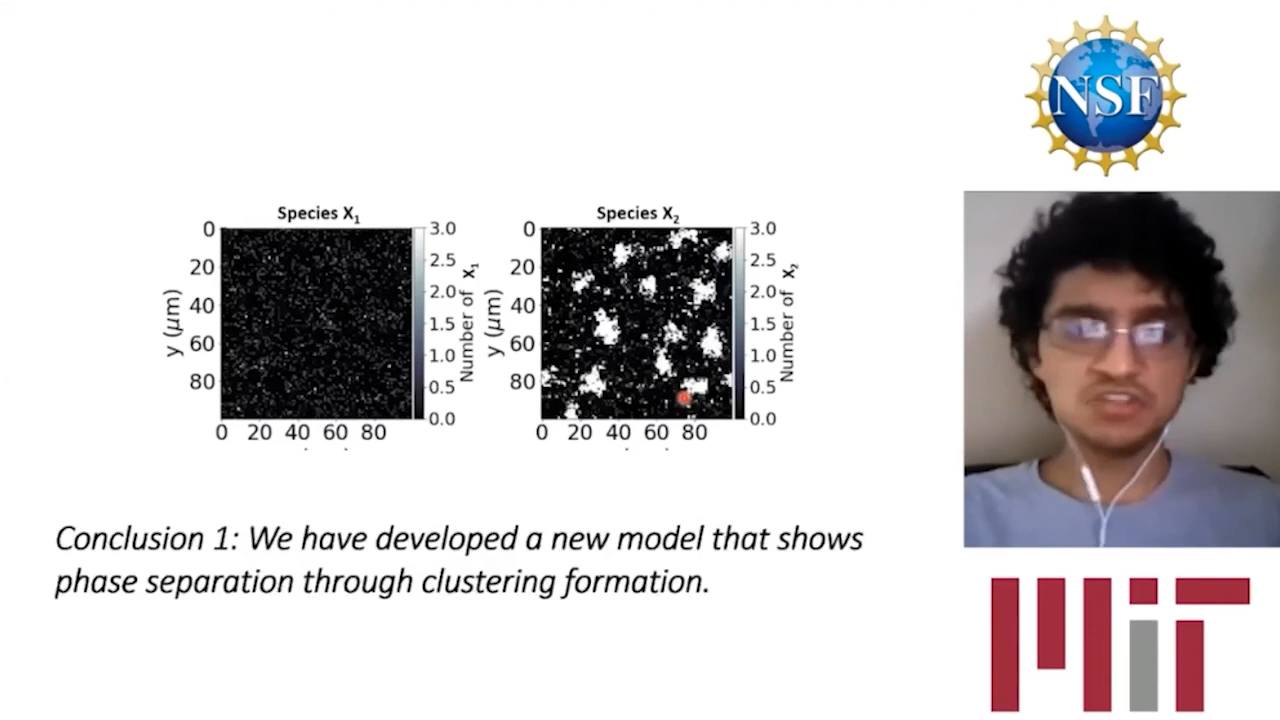 NSF
Species X1
Species X2
0
20
40
60
80
y (μm)
0 20 40 60 80
3.0
2.5
2.0
1.5
1.0
0.5
0.0
Number of x1
0
20
40
60
80
y (μm)
0 20 40 60 80
3.0
2.5
2.0
1.5
1.0
0.5
0.0
Number of x2
Conclusion 1: We have developed a new model that shows
phase separation through clustering formation.
MIT